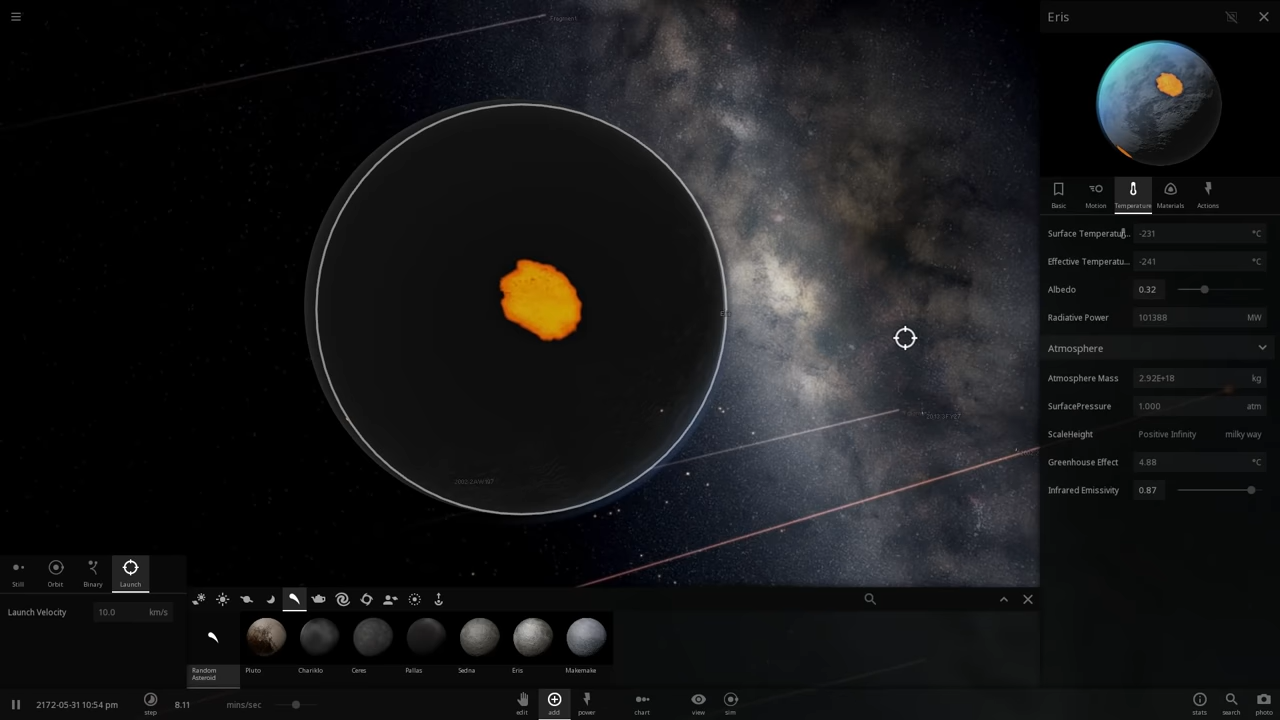 Fragment
Eris
Basic
Motion
Temperature
Materials
Actions
Surface Temperatu... -231 °C
Effective Temperatu... -241 °C
Albedo 0.32
Radiative Power 101388 MW
Atmosphere
Atmosphere Mass 2.92E+18 kg
SurfacePressure 1.000 atm
ScaleHeight Positive Infinity milky way
Greenhouse Effect 4.88 °C
Infrared Emissivity 0.87
Still
Orbit
Binary
Launch
Launch Velocity 10.0 km/s
Random
Asteroid
Pluto
Chariklo
Ceres
Pallas
Sedna
Eris
Makemake
2172-05-31 10:54 pm
step
8.11 mins/sec
edit
add
power
chart
view
sim
stats
search
photo